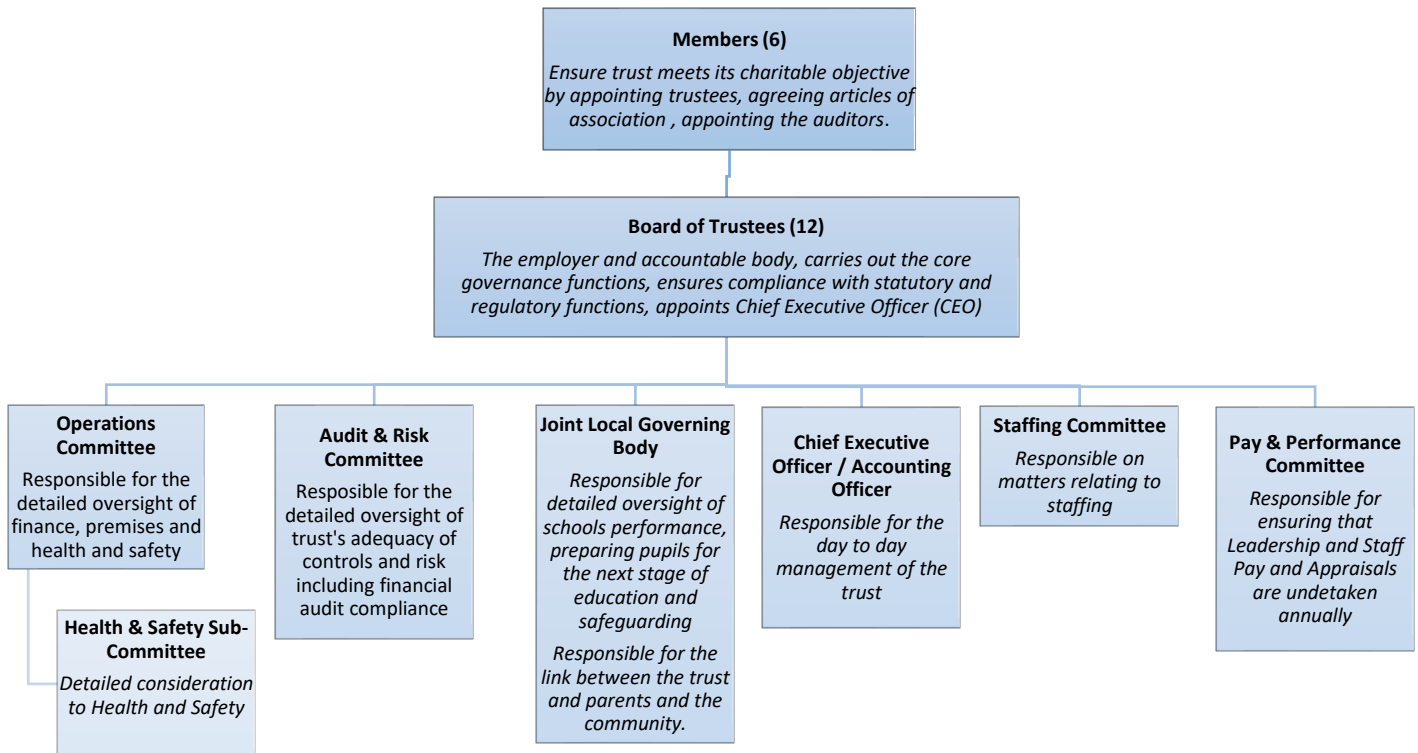 Members (6)
Ensure trust meets its charitable objective
by appointing trustees, agreeing articles of
association , appointing the auditors.
Board of Trustees (12)
The employer and accountable body, carries out the core
governance functions, ensures compliance with statutory and
regulatory functions, appoints Chief Executive Officer (CEO)
Operations
Committee
Responsible for the
detailed oversight of
finance, premises and
health and safety
Health & Safety Sub-
Committee
Detailed consideration
to Health and Safety
Audit & Risk
Committee
Resposible for the
detailed oversight of
trust's adequacy of
controls and risk
including financial
audit compliance
Joint Local Governing
Body
Responsible for
detailed oversight of
schools performance,
preparing pupils for
the next stage of
education and
safeguarding
Responsible for the
link between the trust
and parents and the
community.
Chief Executive
Officer / Accounting
Officer
Responsible for the
day to day
management of the
trust
Staffing Committee
Responsible on
matters relating to
staffing
Pay & Performance
Committee
Responsible for
ensuring that
Leadership and Staff
Pay and Appraisals
are undetaken
annually